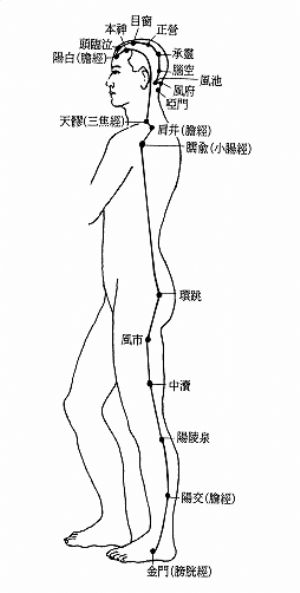 目窗
本神
正營
頭臨泣
承靈
陽白(膽經)
腦空
風池
風府
啞門
天髎(三焦經)
肩井(膽經)
臑兪(小腸經)
環跳
風市
中瀆
陽陵泉
陽交(膽經)
金門(膀胱經)